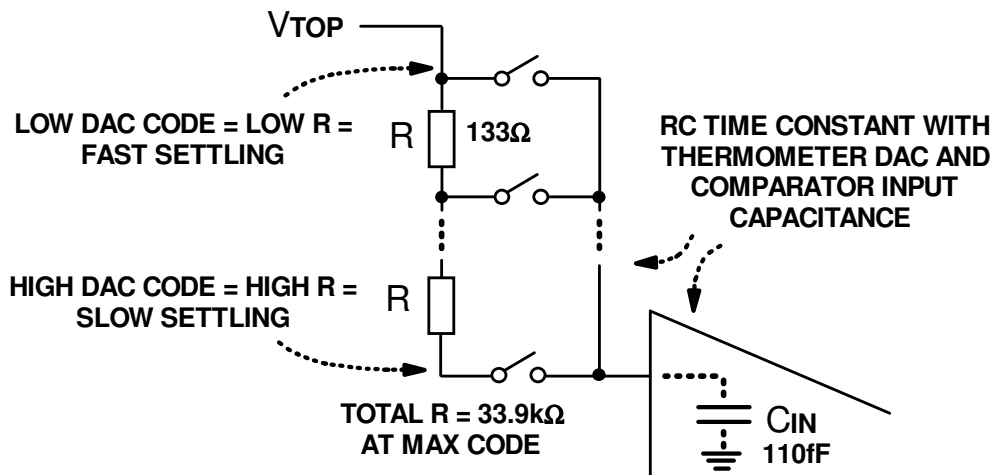 VTOP
LOW DAC CODE = LOW R =
FAST SETTLING
R
133Ω
RC TIME CONSTANT WITH
THERMOMETER DAC AND
COMPARATOR INPUT
CAPACITANCE
HIGH DAC CODE = HIGH R =
SLOW SETTLING
R
TOTAL R = 33.9kΩ
AT MAX CODE
CIN
110fF